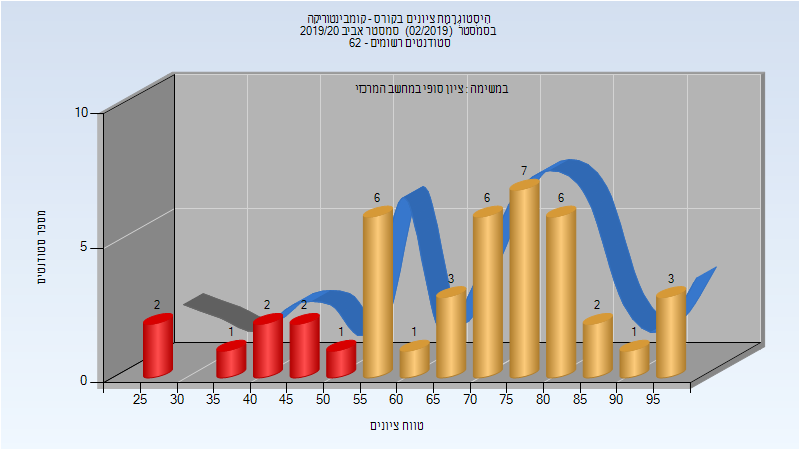 היסטוגרמת ציונים בקורס - קומבינטוריקה
בסמסטר (02/2019) סמסטר אביב 2019/20
סטודנטים רשומים - 62
במשימה : ציון סופי במחשב המרכזי
מספר סטודנטים
10
5
0
2
1
2
2
1
6
1
3
6
7
6
2
1
3
25 30 35 40 45 50 55 60 65 70 75 80 85 90 95
טווח ציונים